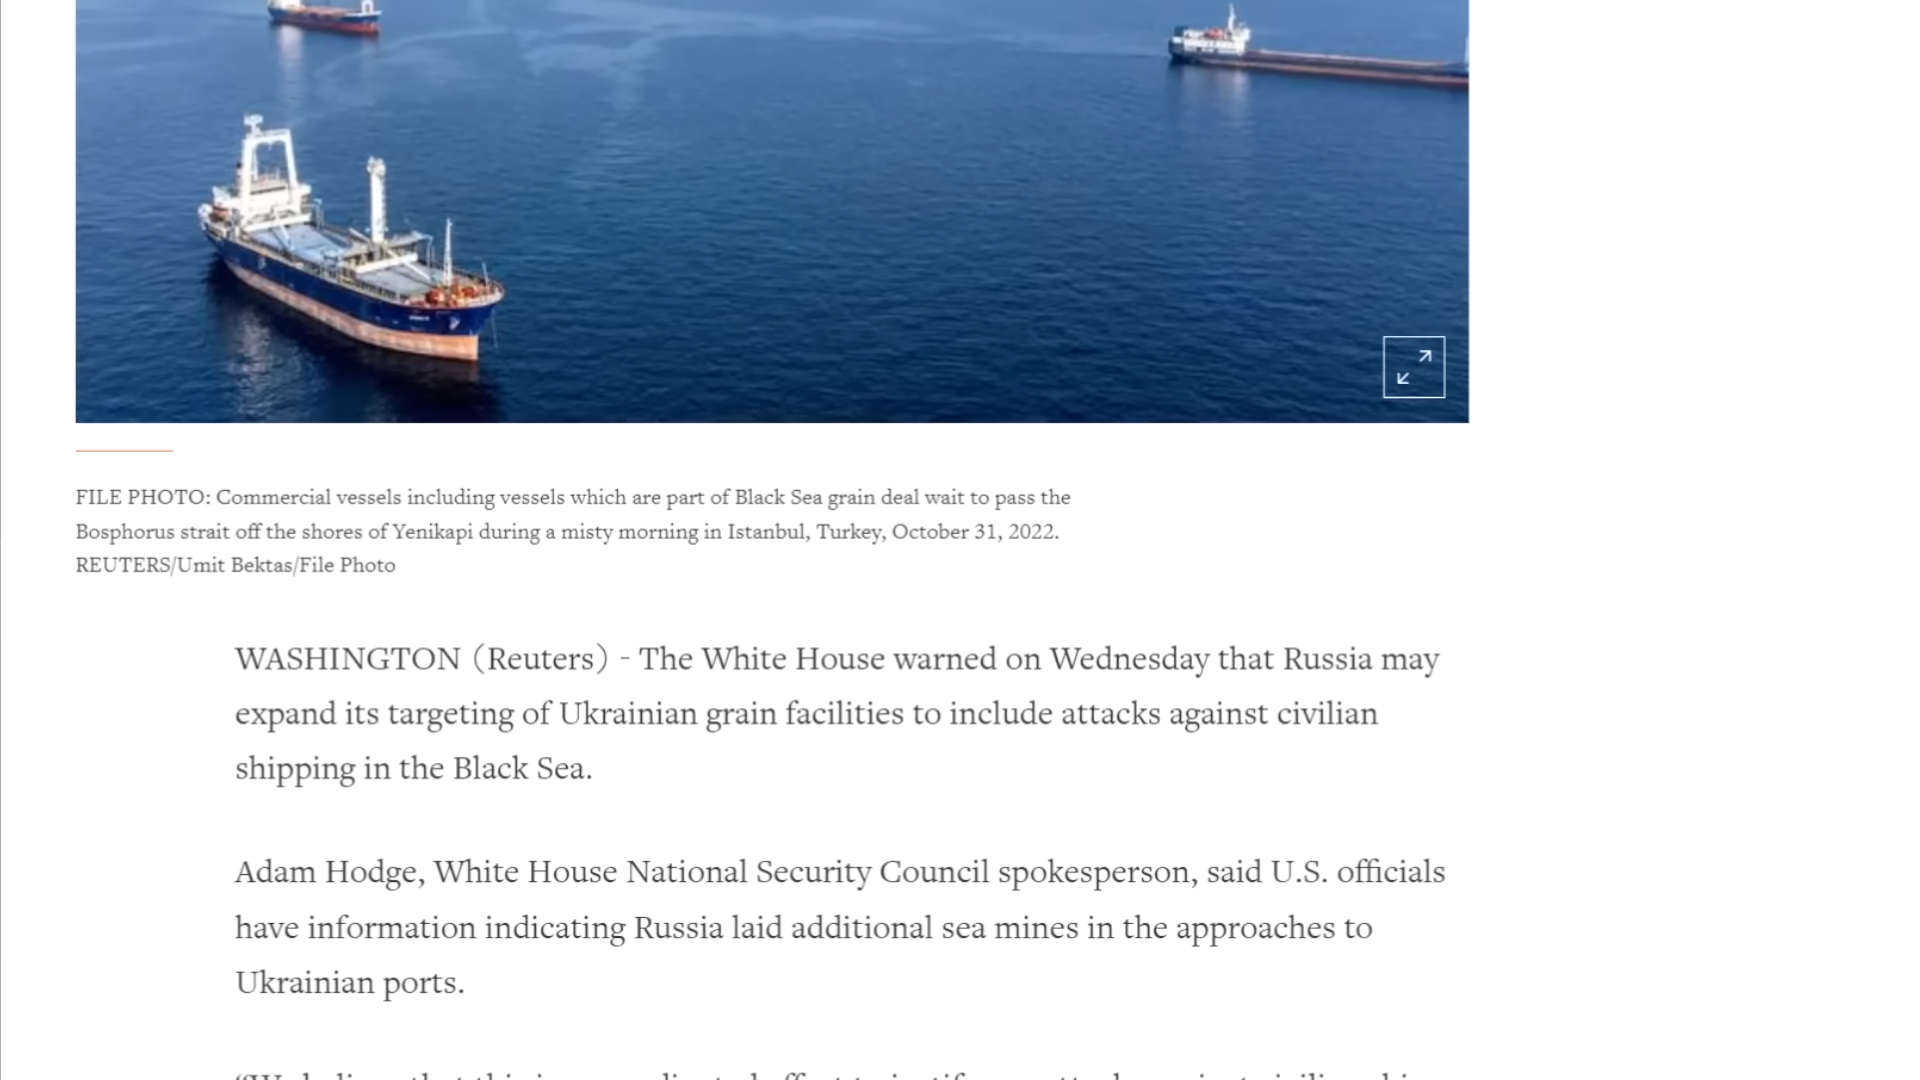 FILE PHOTO: Commercial vessels including vessels which are part of Black Sea grain deal wait to pass the
Bosphorus strait off the shores of Yenikapi during a misty morning in Istanbul, Turkey, October 31, 2022.
REUTERS/Umit Bektas/File Photo
WASHINGTON (Reuters) - The White House warned on Wednesday that Russia may
expand its targeting of Ukrainian grain facilities to include attacks against civilian
shipping in the Black Sea.
Adam Hodge, White House National Security Council spokesperson, said U.S. officials
have information indicating Russia laid additional sea mines in the approaches to
Ukrainian ports.